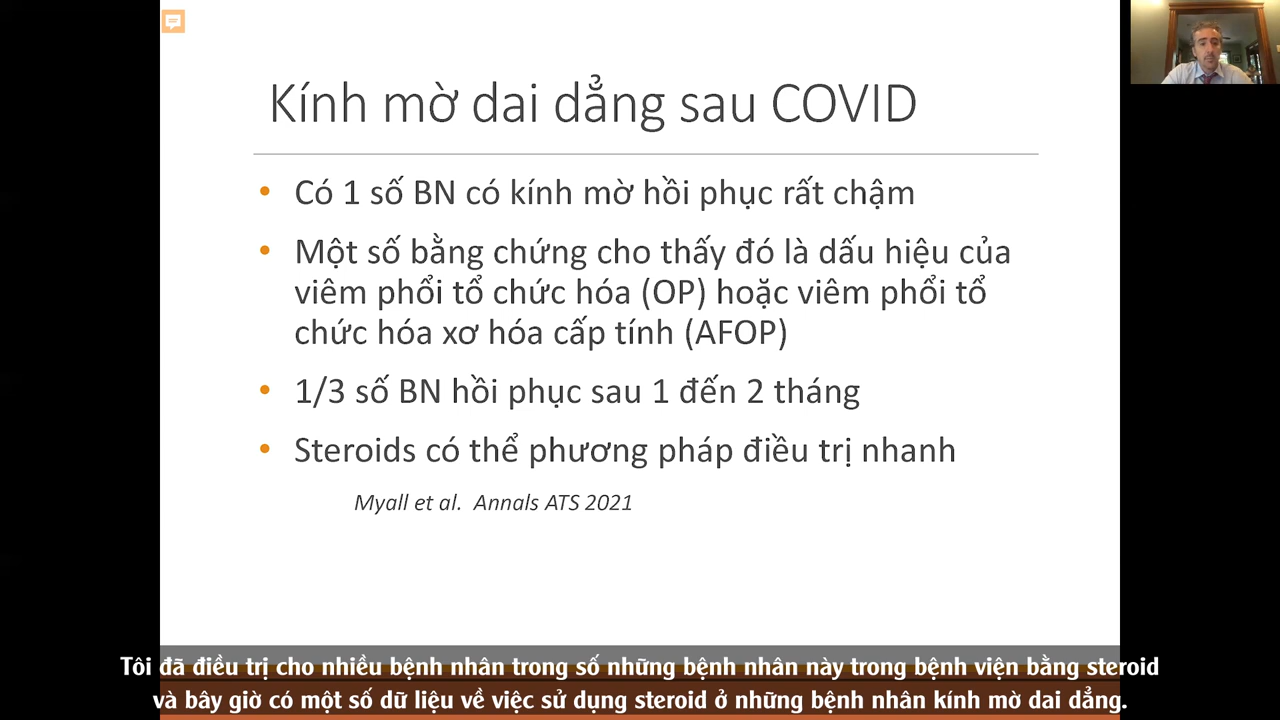 Kính mờ dai dẳng sau COVID
• Có 1 số BN có kính mờ hồi phục rất chậm
• Một số bằng chứng cho thấy đó là dấu hiệu của
viêm phổi tổ chức hóa (OP) hoặc viêm phổi tổ
chức hóa xơ hóa cấp tính (AFOP)
• 1/3 số BN hồi phục sau 1 đến 2 tháng
• Steroids có thể phương pháp điều trị nhanh
Myall et al. Annals ATS 2021
Tôi đã điều trị cho nhiều bệnh nhân trong số những bệnh nhân này trong bệnh viện bằng steroid
và bây giờ có một số dữ liệu về việc sử dụng steroid ở những bệnh nhân kính mờ dai dẳng.